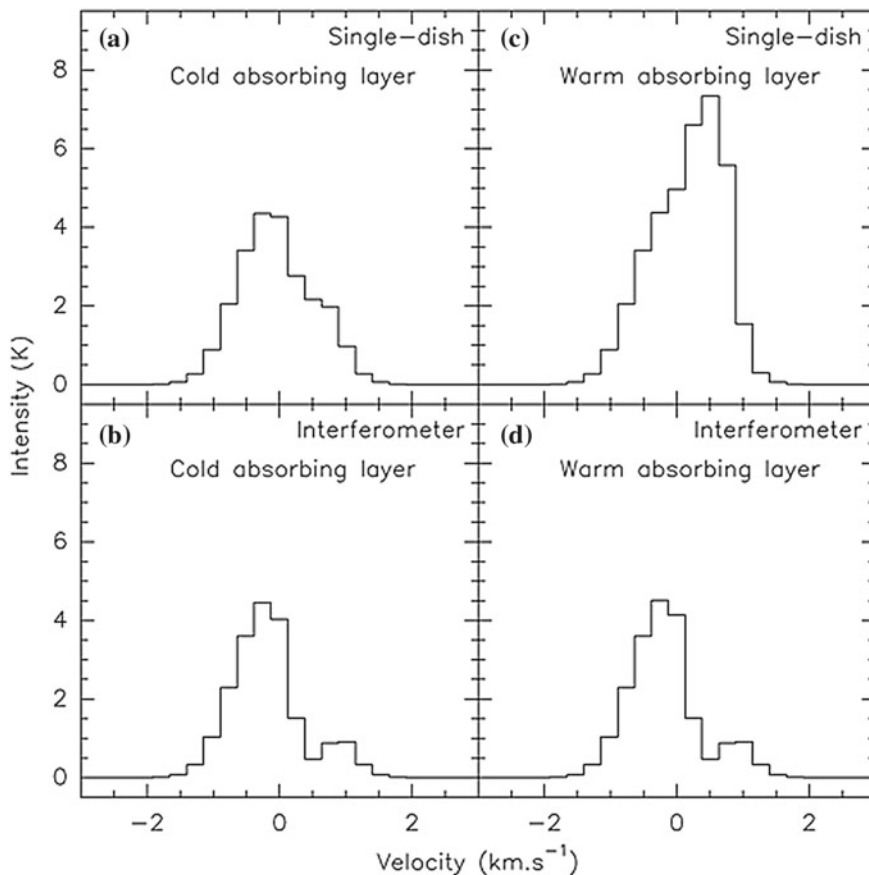 (a) Single-dish
Cold absorbing layer
(c) Single-dish
Warm absorbing layer
8
6
4
2
0
(b) Interferometer
Cold absorbing layer
(d) Interferometer
Warm absorbing layer
8
6
4
2
0
Intensity (K)
−2 0 2 −2 0 2
Velocity (km.s⁻¹)